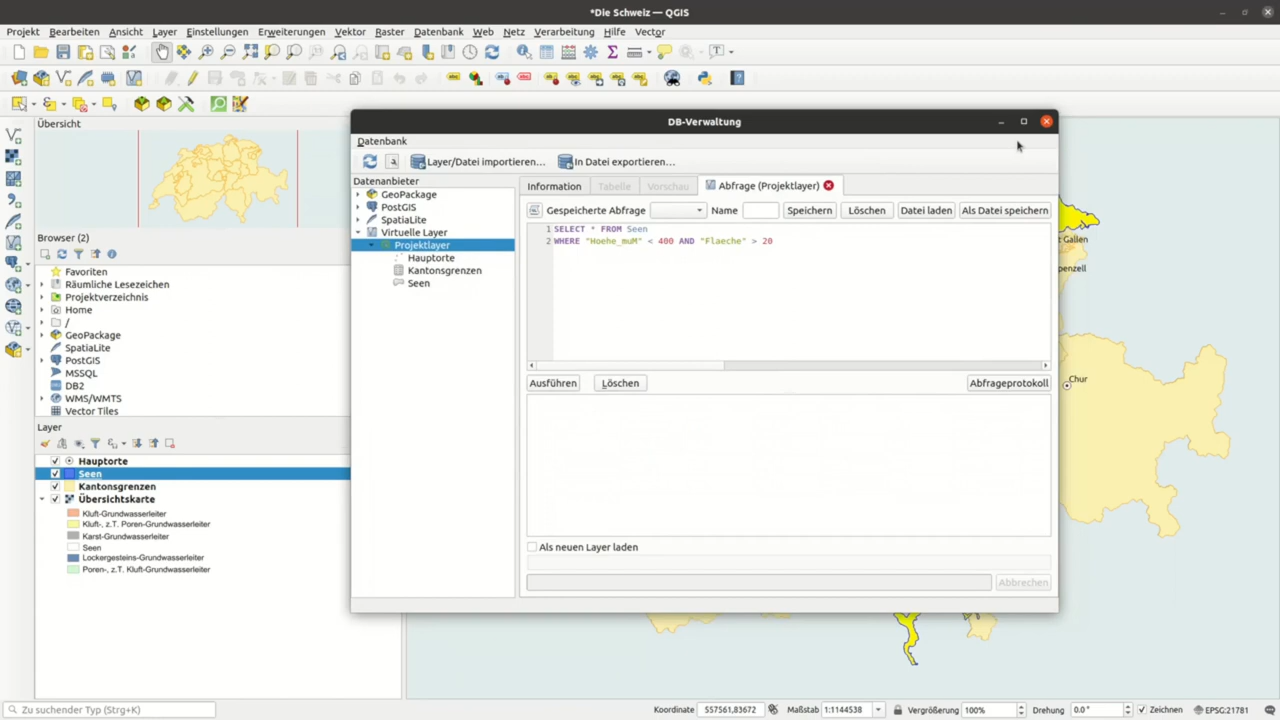 *Die Schweiz — QGIS
Projekt Bearbeiten Ansicht Layer Einstellungen Erweiterungen Vektor Raster Datenbank Web Netz Verarbeitung Hilfe Vector
Übersicht
Browser (2)
Favoriten
Räumliche Lesezeichen
Projektverzeichnis
Home
/
GeoPackage
SpatiaLite
PostGIS
MSSQL
DB2
WMS/WMTS
Vector Tiles
Layer
Hauptorte
Seen
Kantonsgrenzen
Übersichtskarte
Kluft-Grundwasserleiter
Kluft-, z.T. Poren-Grundwasserleiter
Karst-Grundwasserleiter
Seen
Lockergesteins-Grundwasserleiter
Poren-, z.T. Kluft-Grundwasserleiter
DB-Verwaltung
Datenbank
Layer/Datei importieren... In Datei exportieren...
Datenanbieter
GeoPackage
PostGIS
SpatiaLite
Virtuelle Layer
Projektlayer
Hauptorte
Kantonsgrenzen
Seen
Information Tabelle Vorschau Abfrage (Projektlayer)
Gespeicherte Abfrage Name Speichern Löschen Datei laden Als Datei speichern
1 SELECT * FROM Seen
2 WHERE "Hoehe_muM" < 400 AND "Flaeche" > 20
Ausführen Löschen Abfrageprotokoll
Als neuen Layer laden
Abbrechen
Gallen
penzell
Chur
Zu suchender Typ (Strg+K) Koordinate 557561,83672 Maßstab 1:1144538 Vergrößerung 100% Drehung 0.0 ° Zeichnen EPSG:21781